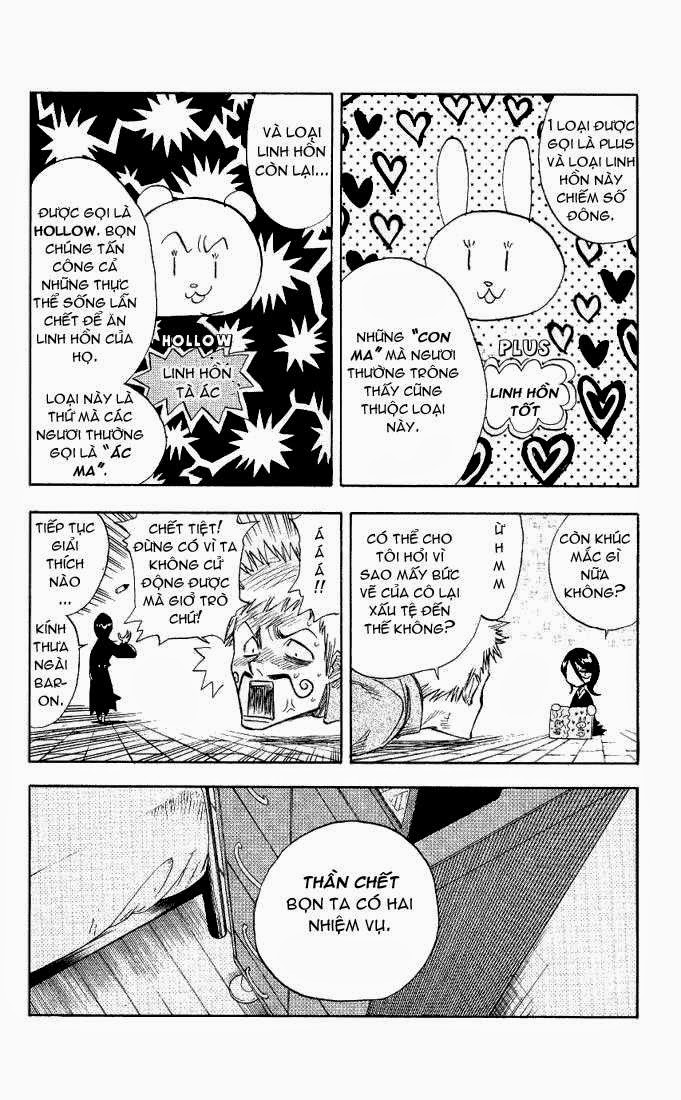 1 LOẠI ĐƯỢC
GỌI LÀ PLUS
VÀ LOẠI LINH
HỒN NÀY
CHIẾM SỐ
ĐÔNG.
NHỮNG “CON
MA” MÀ NGƯƠI
THƯỜNG TRÔNG
THẤY CŨNG
THUỘC LOẠI
NÀY.
PLUS
LINH HỒN
TỐT
VÀ LOẠI
LINH HỒN
CÒN LẠI...
ĐƯỢC GỌI LÀ
HOLLOW. BỌN
CHÚNG TẤN
CÔNG CẢ
NHỮNG THỰC
THỂ SỐNG LẪN
CHẾT ĐỂ ĂN
LINH HỒN CỦA
HỌ.
LOẠI NÀY LÀ
THỨ MÀ CÁC
NGƯƠI THƯỜNG
GỌI LÀ “ÁC
MA”.
HOLLOW
LINH HỒN
TÀ ÁC
CÒN KHÚC
MẮC GÌ
NỮA
KHÔNG?
ỪHMM
CÓ THỂ CHO
TÔI HỎI VÌ
SAO MẤY BỨC
VẼ CỦA CÔ LẠI
XẤU TỆ ĐẾN
THẾ KHÔNG?
ÁÁÁ!!
CHẾT TIỆT!
ĐỪNG CÓ VÌ TA
KHÔNG CỬ
ĐỘNG ĐƯỢC
MÀ GIỞ TRÒ
CHỨ!
TIẾP TỤC
GIẢI
THÍCH
NÀO
...
KÍNH
THƯA
NGÀI
BAR-
ON.
THẦN CHẾT
BỌN TA CÓ HAI
NHIỆM VỤ.